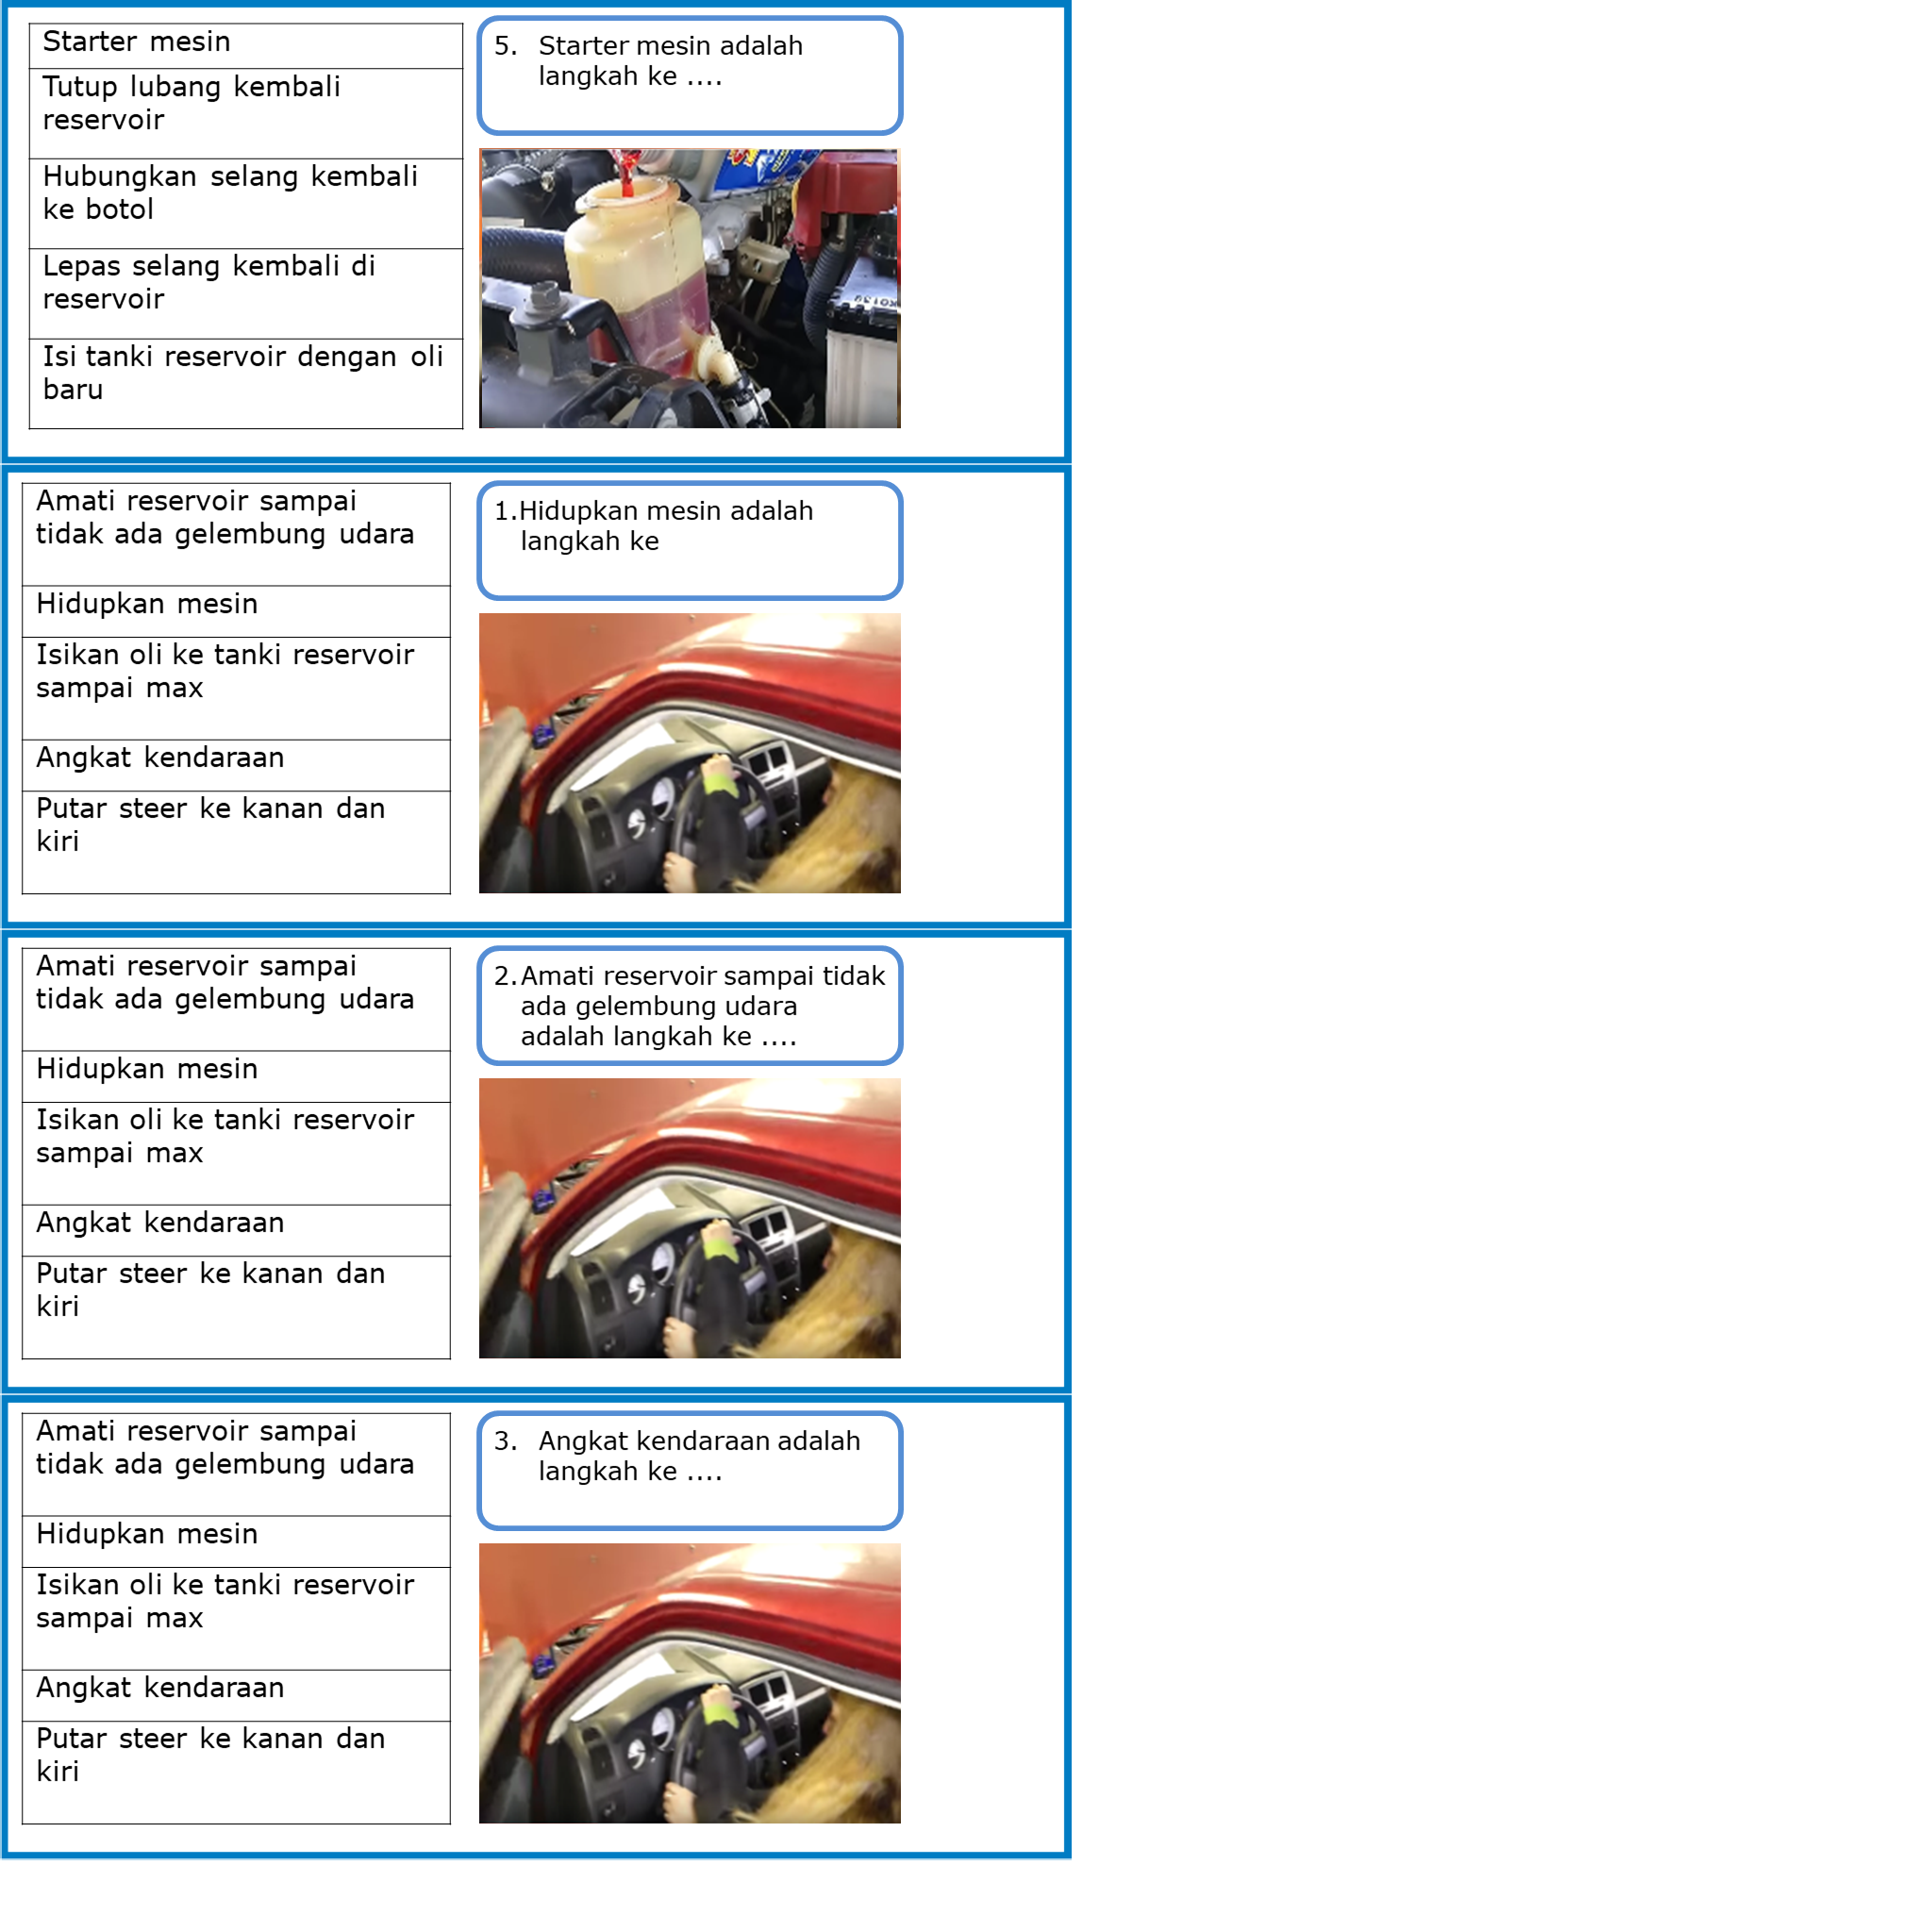 Starter mesin
Tutup lubang kembali
reservoir
Hubungkan selang kembali
ke botol
Lepas selang kembali di
reservoir
Isi tanki reservoir dengan oli
baru
5. Starter mesin adalah
langkah ke ....
Amati reservoir sampai
tidak ada gelembung udara
Hidupkan mesin
Isikan oli ke tanki reservoir
sampai max
Angkat kendaraan
Putar steer ke kanan dan
kiri
1.Hidupkan mesin adalah
langkah ke
Amati reservoir sampai
tidak ada gelembung udara
Hidupkan mesin
Isikan oli ke tanki reservoir
sampai max
Angkat kendaraan
Putar steer ke kanan dan
kiri
2.Amati reservoir sampai tidak
ada gelembung udara
adalah langkah ke ....
Amati reservoir sampai
tidak ada gelembung udara
Hidupkan mesin
Isikan oli ke tanki reservoir
sampai max
Angkat kendaraan
Putar steer ke kanan dan
kiri
3. Angkat kendaraan adalah
langkah ke ....